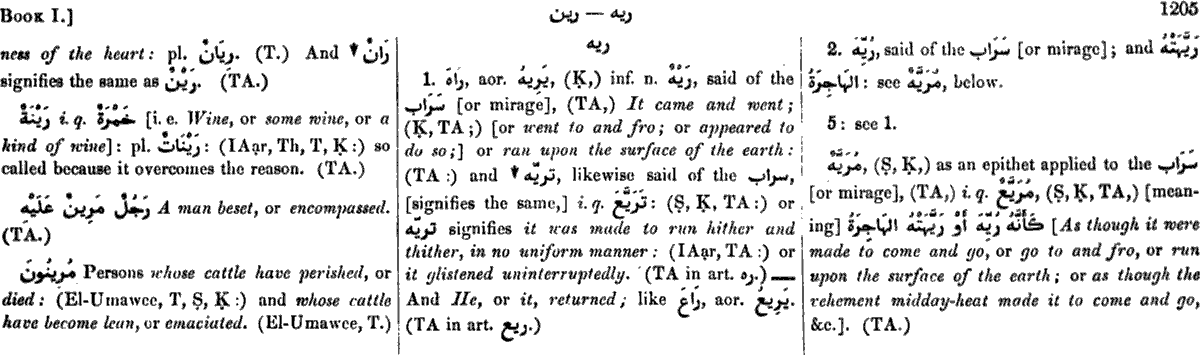 BOOK I.]
ريه — رين
1205
ness of the heart: pl. رِيَانٌ. (T.) And ↓ رَانٌ
signifies the same as رَيْنٌ. (TA.)
رَيْنَةٌ i. q. خَمْرَةٌ [i. e. Wine, or some wine, or a
kind of wine]: pl. رَيْنَاتٌ: (IAạr, Th, T, Ḳ:) so
called because it overcomes the reason. (TA.)
رَجُلٌ مَرِينٌ عَلَيْهِ A man beset, or encompassed.
(TA.)
مُرِينُونَ Persons whose cattle have perished, or
died: (El-Umawee, T, Ṣ, Ḳ:) and whose cattle
have become lean, or emaciated. (El-Umawee, T.)
ريه
1. رَاهَ, aor. يَرِيهُ, (Ḳ,) inf. n. رَيْهٌ, said of the
سَرَاب [or mirage], (TA,) It came and went;
(Ḳ, TA;) [or went to and fro; or appeared to
do so;] or ran upon the surface of the earth:
(TA:) and ↓ تريّه, likewise said of the سراب,
[signifies the same,] i. q. تَرَيَّعَ: (Ṣ, Ḳ, TA:) or
تريّه signifies it was made to run hither and
thither, in no uniform manner: (IAạr, TA:) or
it glistened uninterruptedly. (TA in art. ره.) —
And He, or it, returned; like رَاعَ, aor. يَرِيعُ.
(TA in art. ريع.)
2. رُيِّهَ, said of the سَرَاب [or mirage]; and رَيَّهَتْهُ
الهَاجِرَةُ: see مُرَيَّهٌ, below.
5: see 1.
مُرَيَّهٌ, (Ṣ, Ḳ,) as an epithet applied to the سَرَاب
[or mirage], (TA,) i. q. مُرَيَّعٌ, (Ṣ, Ḳ, TA,) [mean-
ing] كَأَنَّهُ رُيِّهَ أَوْ رَيَّهَتْهُ الهَاجِرَةُ [As though it were
made to come and go, or go to and fro, or run
upon the surface of the earth; or as though the
vehement midday-heat made it to come and go,
&c.]. (TA.)